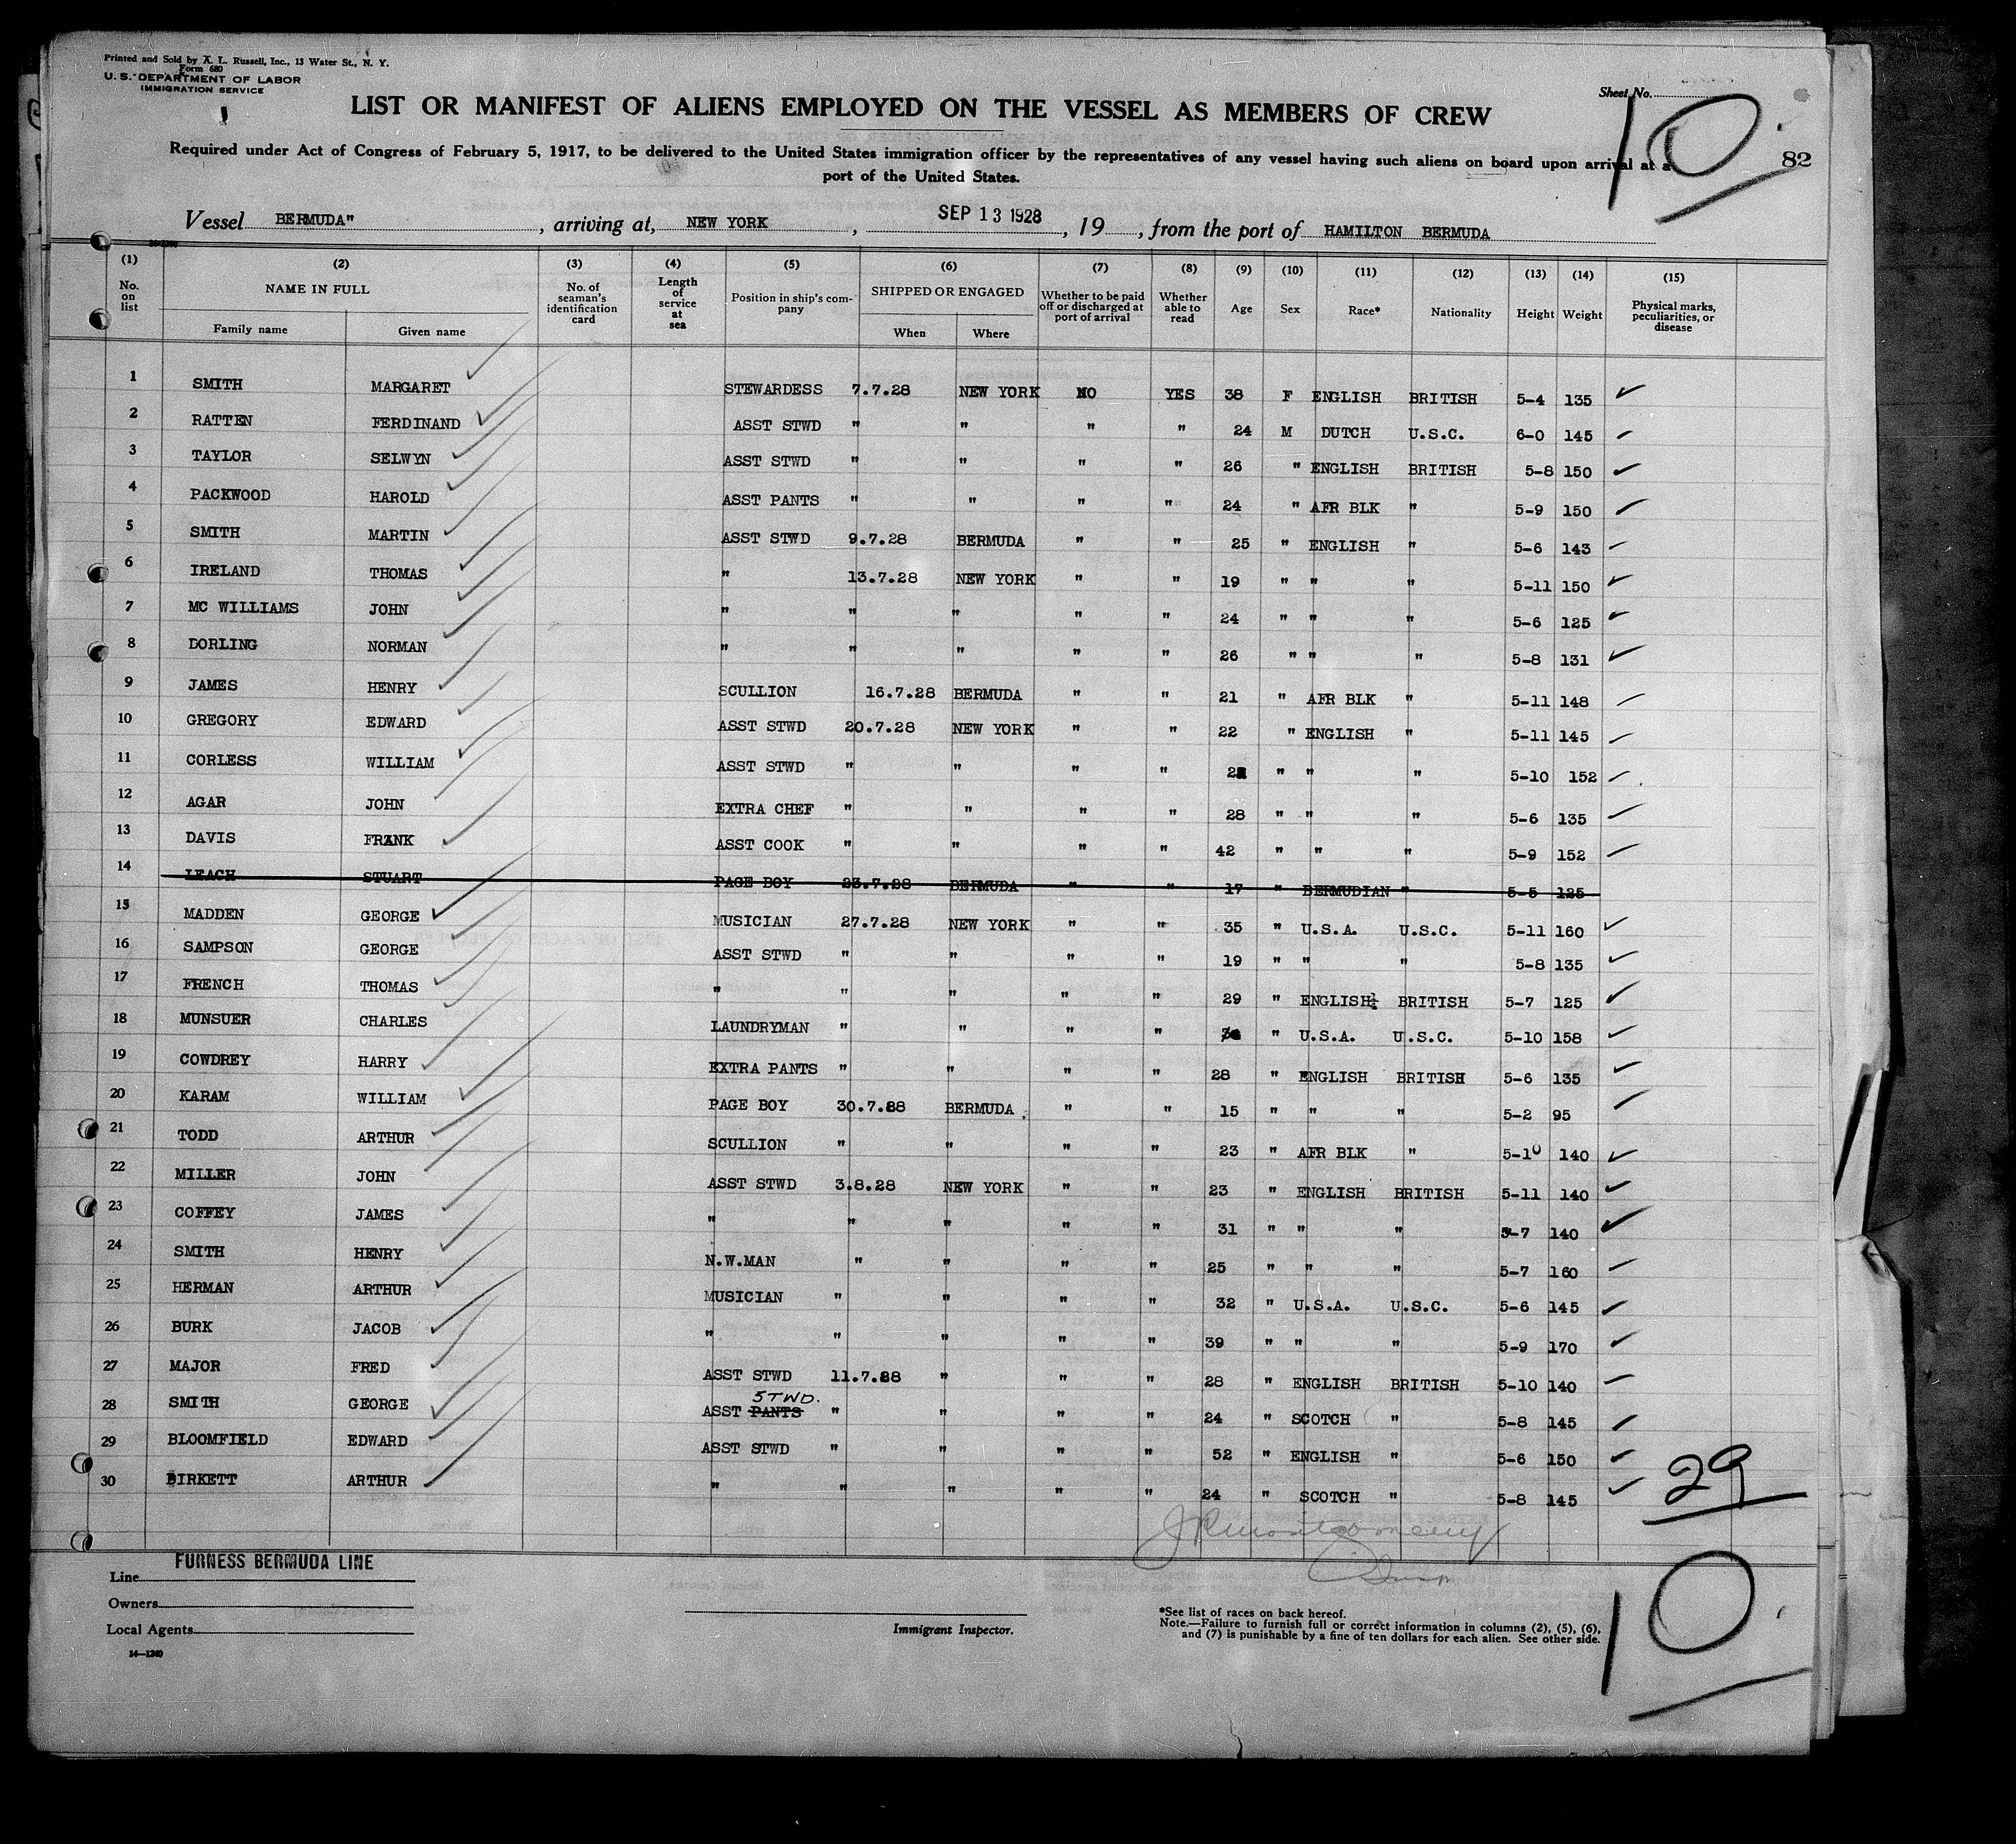 Printed and Sold by A. L. Russell, Inc., 13 Water St., N. Y.
Form 680
U. S. DEPARTMENT OF LABOR
IMMIGRATION SERVICE
Sheet No. 10
82
LIST OR MANIFEST OF ALIENS EMPLOYED ON THE VESSEL AS MEMBERS OF CREW
Required under Act of Congress of February 5, 1917, to be delivered to the United States immigration officer by the representatives of any vessel having such aliens on board upon arrival at a
port of the United States.
Vessel BERMUDA" , arriving at, NEW YORK , SEP 13 1928 , 19 , from the port of HAMILTON BERMUDA
(1) No. on list (2) NAME IN FULL Family name Given name (3) No. of seaman's identification card (4) Length of service at sea (5) Position in ship's company (6) SHIPPED OR ENGAGED When Where (7) Whether to be paid off or discharged at port of arrival (8) Whether able to read (9) Age (10) Sex (11) Race* (12) Nationality (13) Height (14) Weight (15) Physical marks, peculiarities, or disease
1 SMITH MARGARET STEWARDESS 7.7.28 NEW YORK NO YES 38 F ENGLISH BRITISH 5-4 135
2 RATTEN FERDINAND ASST STWD " " " " 24 M DUTCH U.S.C. 6-0 145
3 TAYLOR SELWYN ASST STWD " " " " 26 " ENGLISH BRITISH 5-8 150
4 PACKWOOD HAROLD ASST PANTS " " " " 24 " AFR BLK " 5-9 150
5 SMITH MARTIN ASST STWD 9.7.28 BERMUDA " " 25 " ENGLISH " 5-6 143
6 IRELAND THOMAS " 13.7.28 NEW YORK " " 19 " " " 5-11 150
7 MC WILLIAMS JOHN " " " " " 24 " " " 5-6 125
8 DORLING NORMAN " " " " " 26 " " " 5-8 131
9 JAMES HENRY SCULLION 16.7.28 BERMUDA " " 21 " AFR BLK " 5-11 148
10 GREGORY EDWARD ASST STWD 20.7.28 NEW YORK " " 22 " ENGLISH " 5-11 145
11 CORLESS WILLIAM ASST STWD " " " " " " " 5-10 152
12 AGAR JOHN EXTRA CHEF " " " " 28 " " " 5-6 135
13 DAVIS FRANK ASST COOK " " " " 42 " " " 5-9 152
14 LEACH STUART PAGE BOY 23.7.28 BERMUDA " " 17 " BERMUDIAN " 5-5 125
15 MADDEN GEORGE MUSICIAN 27.7.28 NEW YORK " " 35 " U.S.A. U.S.C. 5-11 160
16 SAMPSON GEORGE ASST STWD " " " " 19 " " " 5-8 135
17 FRENCH THOMAS " " " " " 29 " ENGLISH BRITISH 5-7 125
18 MUNSUER CHARLES LAUNDRYMAN " " " " " U.S.A. U.S.C. 5-10 158
19 COWDREY HARRY EXTRA PANTS " " " " 28 " ENGLISH BRITISH 5-6 135
20 KARAM WILLIAM PAGE BOY 30.7.28 BERMUDA " " 15 " " " 5-2 95
21 TODD ARTHUR SCULLION " " " " 23 " AFR BLK " 5-10 140
22 MILLER JOHN ASST STWD 3.8.28 NEW YORK " " 23 " ENGLISH BRITISH 5-11 140
23 COFFEY JAMES " " " " " 31 " " " 5-7 140
24 SMITH HENRY N.W.MAN " " " " 25 " " " 5-7 160
25 HERMAN ARTHUR MUSICIAN " " " " 32 " U.S.A. U.S.C. 5-6 145
26 BURK JACOB " " " " " 39 " " " 5-9 170
27 MAJOR FRED ASST STWD 11.7.28 " " " 28 " ENGLISH BRITISH 5-10 140
28 SMITH GEORGE ASST PANTS STWD. " " " " 24 " SCOTCH " 5-8 145
29 BLOOMFIELD EDWARD ASST STWD " " " " 52 " ENGLISH " 5-6 150
30 BIRKETT ARTHUR " " " " " 24 " SCOTCH " 5-8 145
29
JR Montgomery
Line FURNESS BERMUDA LINE
Owners
Local Agents
Immigrant Inspector.
*See list of races on back hereof.
Note.—Failure to furnish full or correct information in columns (2), (5), (6),
and (7) is punishable by a fine of ten dollars for each alien. See other side.
14—1240
10